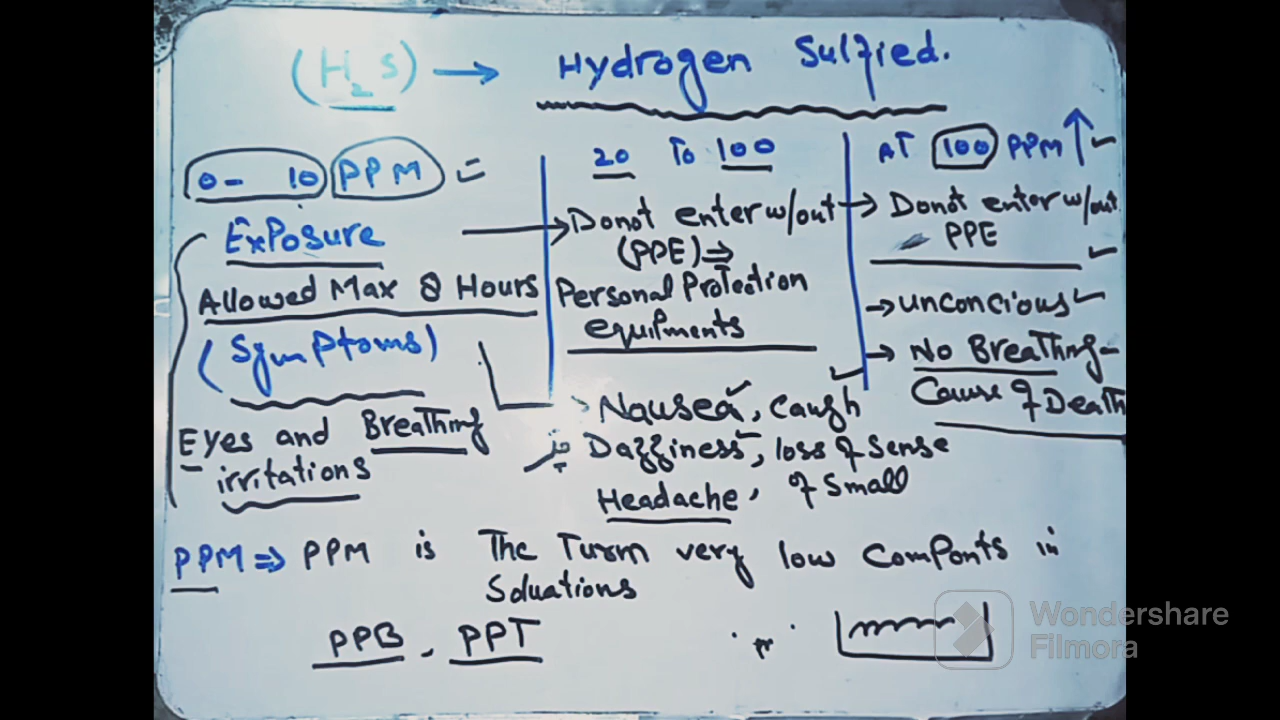 (H₂S) → Hydrogen Sulfied.
0- 10 PPM
Exposure
Allowed Max 8 Hours
(Symptoms)
Eyes and Breathing
irritations
20 To 100
Donot enter w/out
(PPE) ⇒
Personal Protection
equipments
Nausea, Caugh
Dazziness, loss of Sense
Headache, of Small
AT 100 PPM ↑
→ Donot enter w/out
PPE
→ unconcious
→ No Breathing
Cause of Death
PPM ⇒ PPM is The Turm very low Componts in
Soluations
PPB - PPT
Wondershare
Filmora